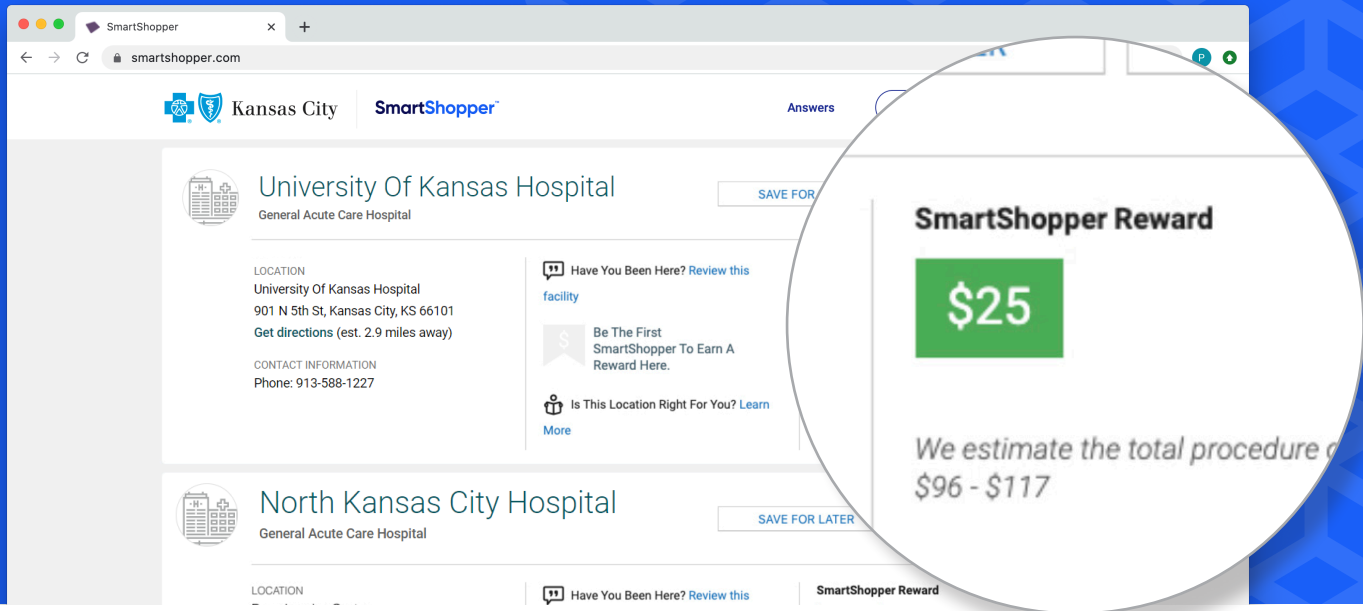 SmartShopper
smartshopper.com
P
Kansas City
SmartShopper
Answers
University Of Kansas Hospital
General Acute Care Hospital
SAVE FOR
LOCATION
University Of Kansas Hospital
901 N 5th St, Kansas City, KS 66101
Get directions (est. 2.9 miles away)
CONTACT INFORMATION
Phone: 913-588-1227
Have You Been Here? Review this
facility
$
Be The First
SmartShopper To Earn A
Reward Here.
Is This Location Right For You? Learn
More
SmartShopper Reward
$25
We estimate the total procedure
$96 - $117
North Kansas City Hospital
General Acute Care Hospital
SAVE FOR LATER
LOCATION
Have You Been Here? Review this
SmartShopper Reward